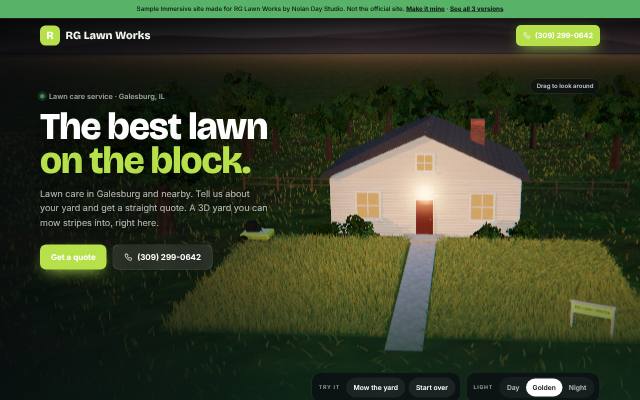 Sample Immersive site made for RG Lawn Works by Nolan Day Studio. Not the official site. Make it mine · See all 3 versions
R RG Lawn Works
(309) 299-0642
Drag to look around
Lawn care service · Galesburg, IL
The best lawn
on the block.
Lawn care in Galesburg and nearby. Tell us about
your yard and get a straight quote. A 3D yard you can
mow stripes into, right here.
Get a quote
(309) 299-0642
TRY IT Mow the yard Start over
LIGHT Day Golden Night